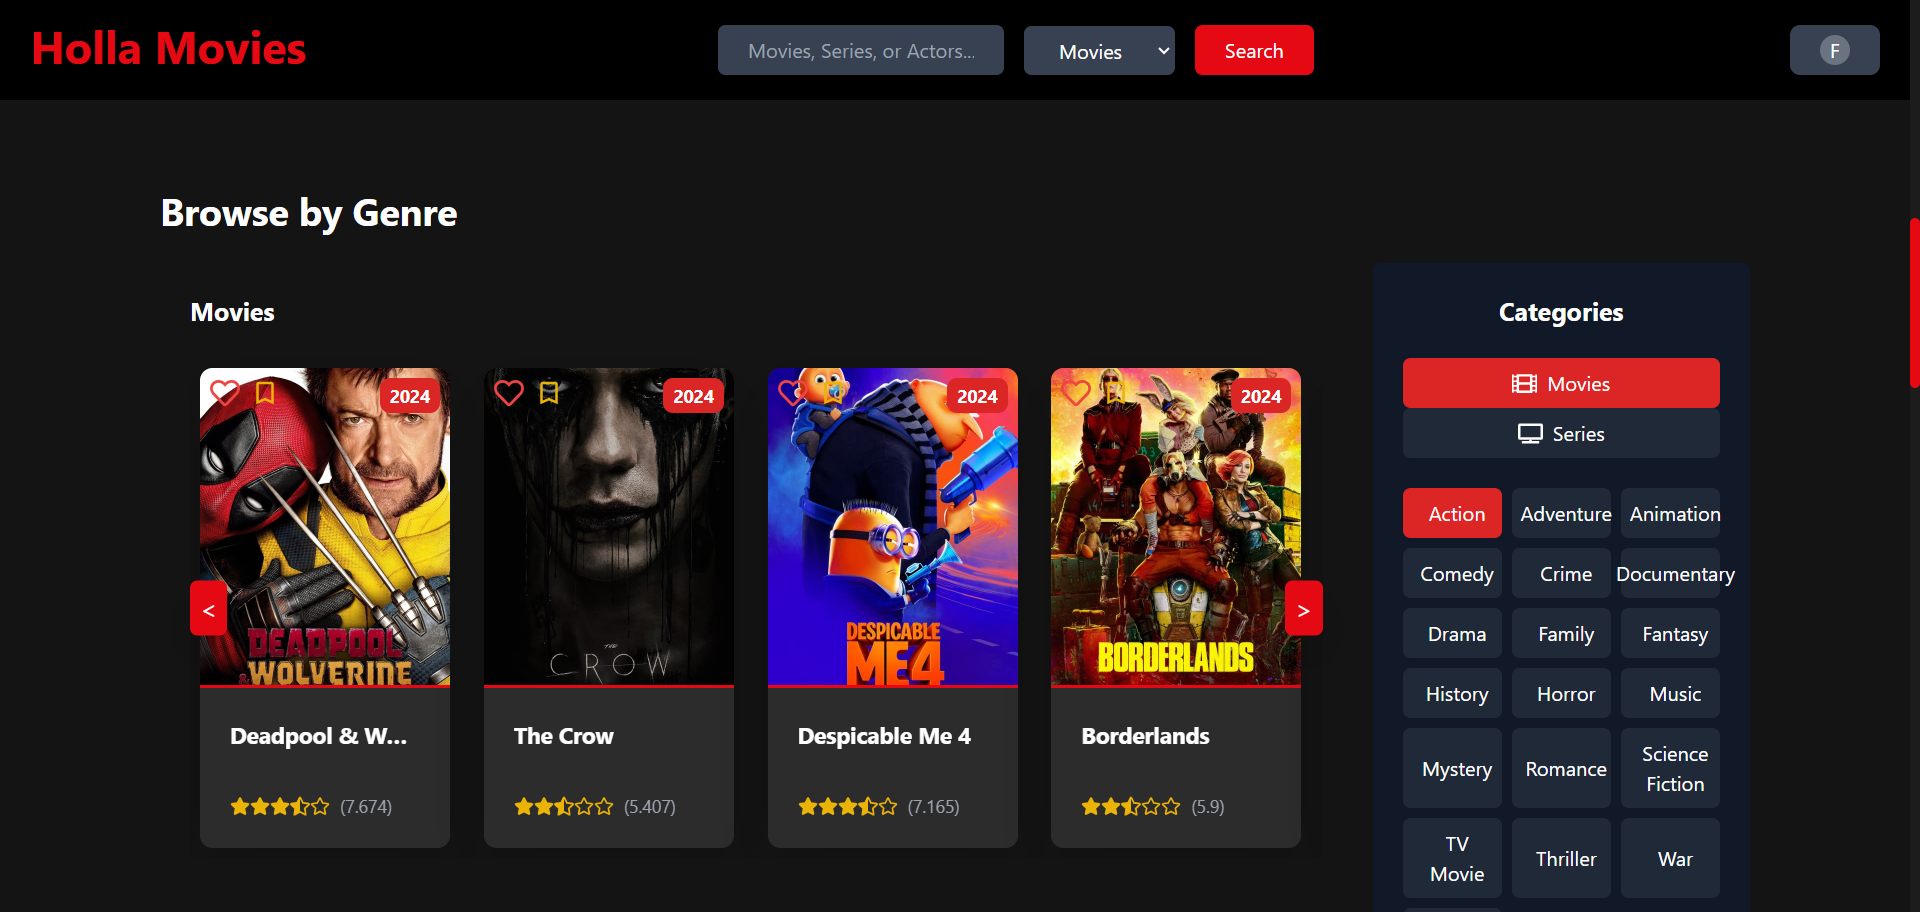 Holla Movies
Movies, Series, or Actors...
Movies
Search
F
Browse by Genre
Movies
2024
2024
2024
2024
DEADPOOL
& WOLVERINE
THE
CROW
DESPICABLE
ME4
BORDERLANDS
<
>
Deadpool & W...
The Crow
Despicable Me 4
Borderlands
(7.674)
(5.407)
(7.165)
(5.9)
Categories
Movies
Series
Action
Adventure
Animation
Comedy
Crime
Documentary
Drama
Family
Fantasy
History
Horror
Music
Mystery
Romance
Science
Fiction
TV
Movie
Thriller
War